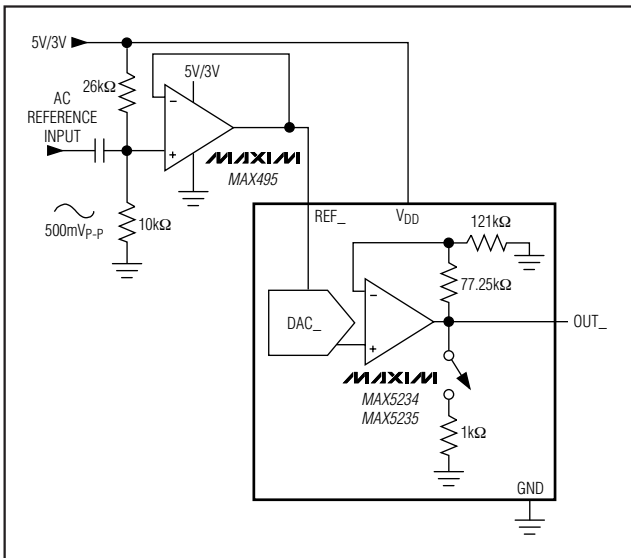 5V/3V
26kΩ
5V/3V
AC
REFERENCE
INPUT
−
+
MAXIM
MAX495
500mVP-P
10kΩ
REF_
VDD
121kΩ
77.25kΩ
DAC_
−
+
OUT_
MAXIM
MAX5234
MAX5235
1kΩ
GND